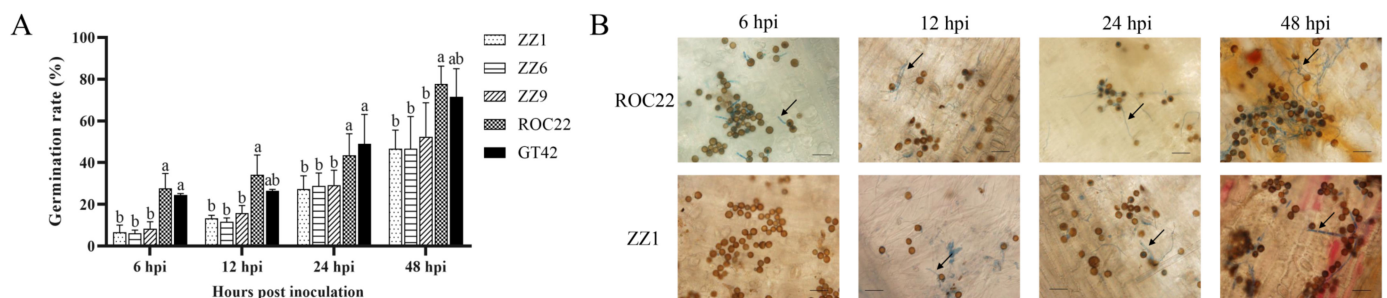 A
Germination rate (%)
100
80
60
40
20
0
b b b a a
b b b a ab
b b b a a
b b b a ab
6 hpi 12 hpi 24 hpi 48 hpi
Hours post inoculation
ZZ1
ZZ6
ZZ9
ROC22
GT42
B
6 hpi 12 hpi 24 hpi 48 hpi
ROC22
ZZ1